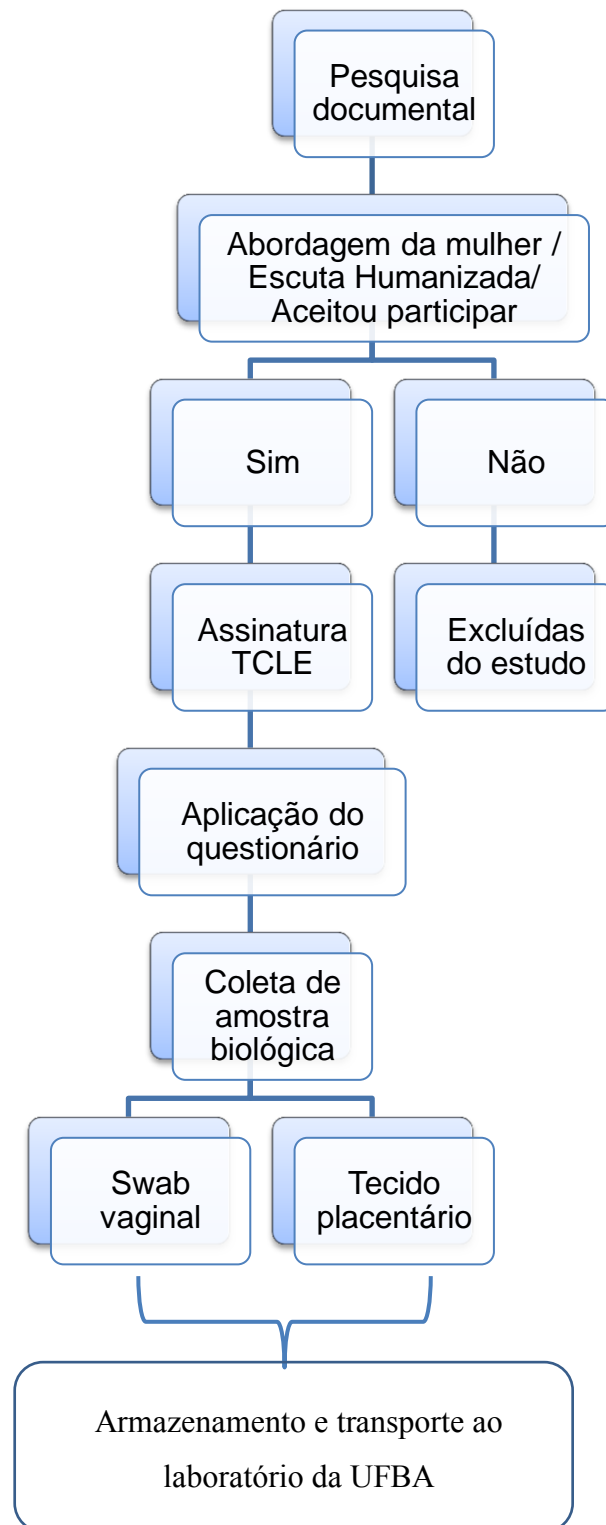 Pesquisa
documental
Abordagem da mulher /
Escuta Humanizada/
Aceitou participar
Sim
Não
Assinatura
TCLE
Excluídas
do estudo
Aplicação do
questionário
Coleta de
amostra
biológica
Swab
vaginal
Tecido
placentário
Armazenamento e transporte ao
laboratório da UFBA